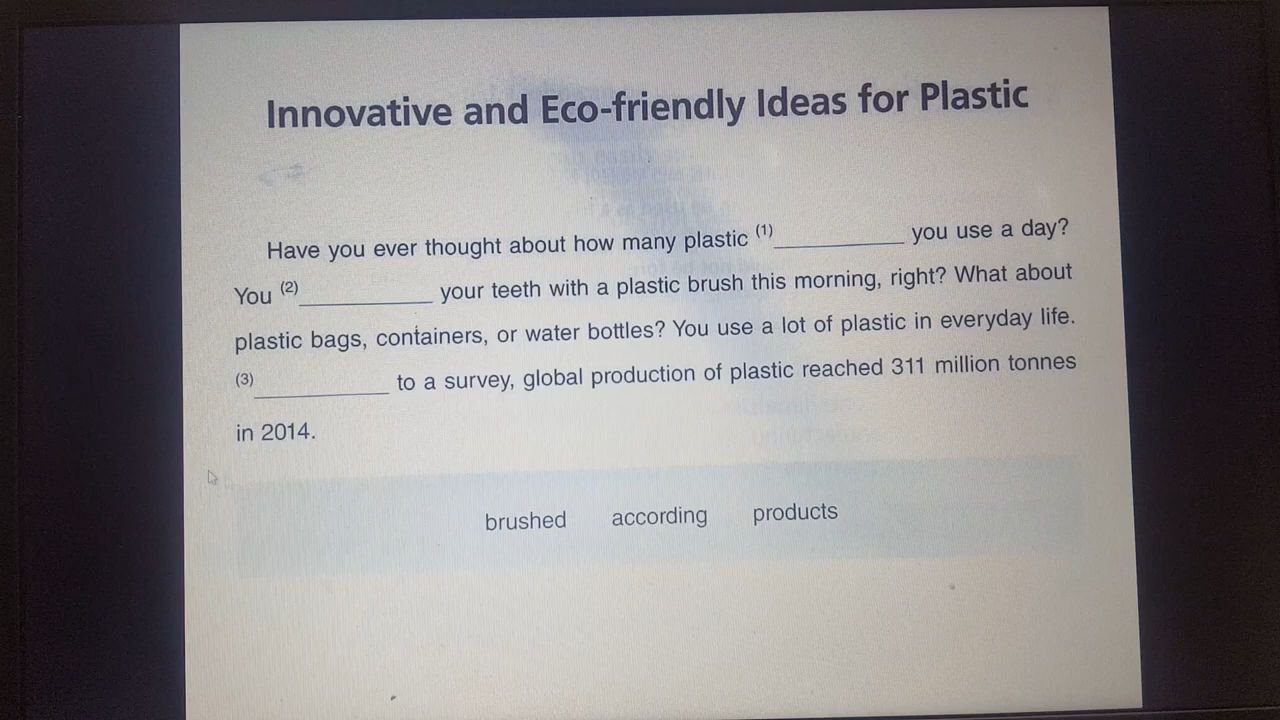 Innovative and Eco-friendly Ideas for Plastic
Have you ever thought about how many plastic (1)__________ you use a day?
You (2)__________ your teeth with a plastic brush this morning, right? What about
plastic bags, containers, or water bottles? You use a lot of plastic in everyday life.
(3)__________ to a survey, global production of plastic reached 311 million tonnes
in 2014.
brushed according products